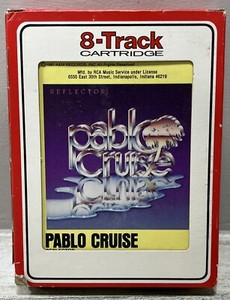 8-Track
CARTRIDGE
Mfd. by RCA Music Service under License
6550 East 30th Street, Indianapolis, Indiana 46219
REFLECTOR
pablo
cruise
PABLO CRUISE
REFLECTOR